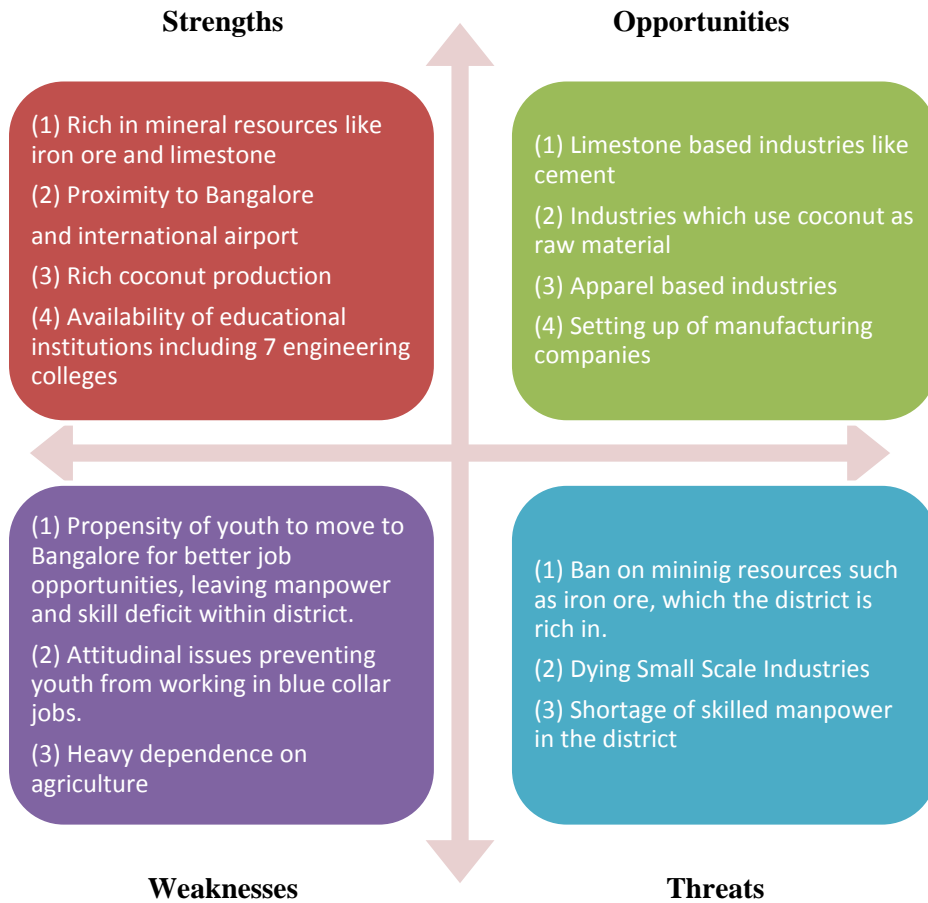 Strengths
Opportunities
(1) Rich in mineral resources like
iron ore and limestone
(2) Proximity to Bangalore
and international airport
(3) Rich coconut production
(4) Availability of educational
institutions including 7 engineering
colleges
(1) Limestone based industries like
cement
(2) Industries which use coconut as
raw material
(3) Apparel based industries
(4) Setting up of manufacturing
companies
(1) Propensity of youth to move to
Bangalore for better job
opportunities, leaving manpower
and skill deficit within district.
(2) Attitudinal issues preventing
youth from working in blue collar
jobs.
(3) Heavy dependence on
agriculture
(1) Ban on mininig resources such
as iron ore, which the district is
rich in.
(2) Dying Small Scale Industries
(3) Shortage of skilled manpower
in the district
Weaknesses
Threats